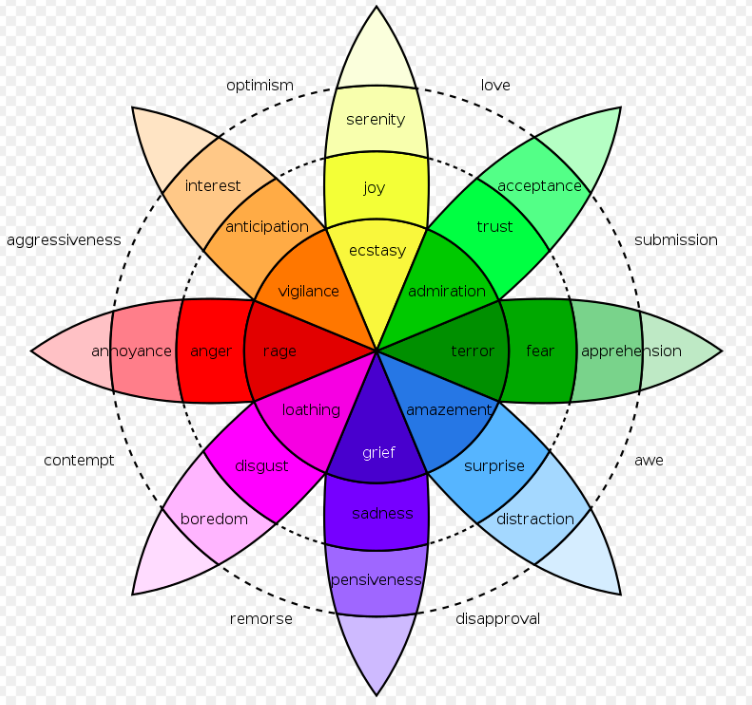 optimism
love
serenity
interest
joy
acceptance
anticipation
trust
aggressiveness
ecstasy
submission
vigilance
admiration
annoyance
anger
rage
terror
fear
apprehension
loathing
amazement
contempt
grief
awe
disgust
surprise
boredom
sadness
distraction
pensiveness
remorse
disapproval